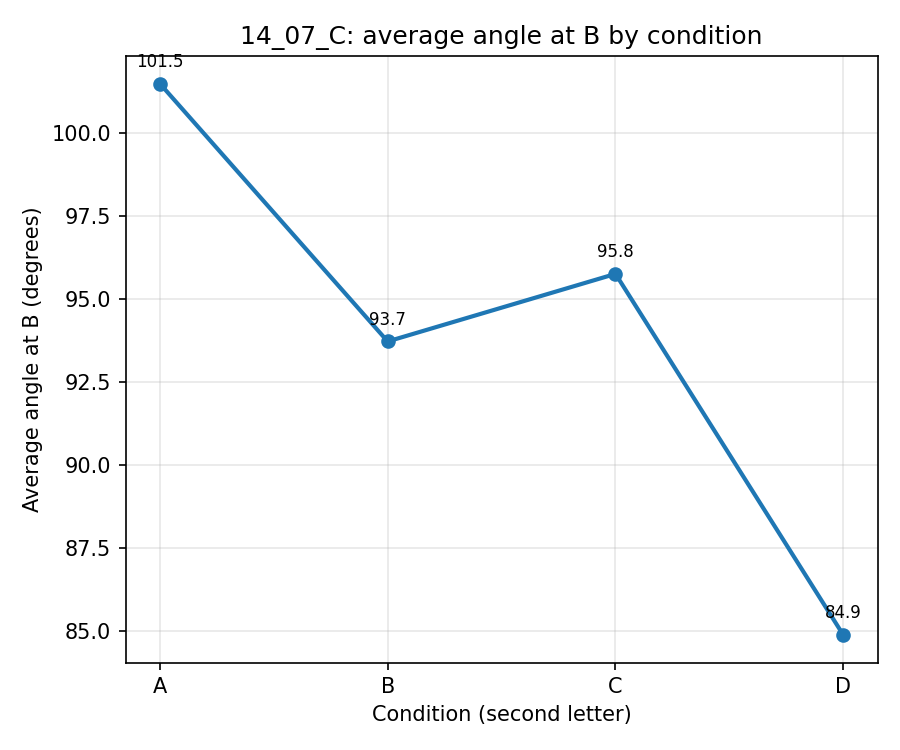 14_07_C: average angle at B by condition
101.5
93.7
95.8
84.9
Average angle at B (degrees)
100.0
97.5
95.0
92.5
90.0
87.5
85.0
A B C D
Condition (second letter)